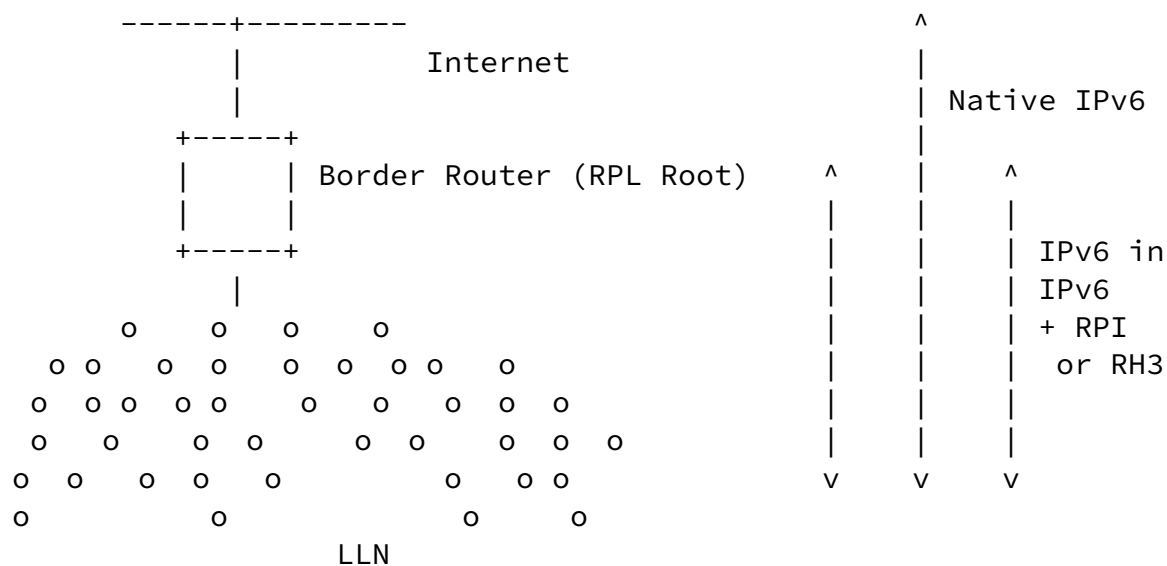 ------+---------                            ^
      |          Internet                   |
      |                                     | Native IPv6
   +-----+                                  |
   |     | Border Router (RPL Root)    ^    |    ^
   |     |                             |    |    |
   +-----+                             |    |    | IPv6 in
      |                                |    |    | IPv6
o    o   o    o                        |    |    | + RPI
o o   o  o   o  o  o o   o             |    |    |  or RH3
o  o o  o o    o   o   o  o  o         |    |    |
o   o    o  o     o  o    o  o  o      |    |    |
o  o   o  o   o         o   o o        v    v    v
o          o             o     o
LLN